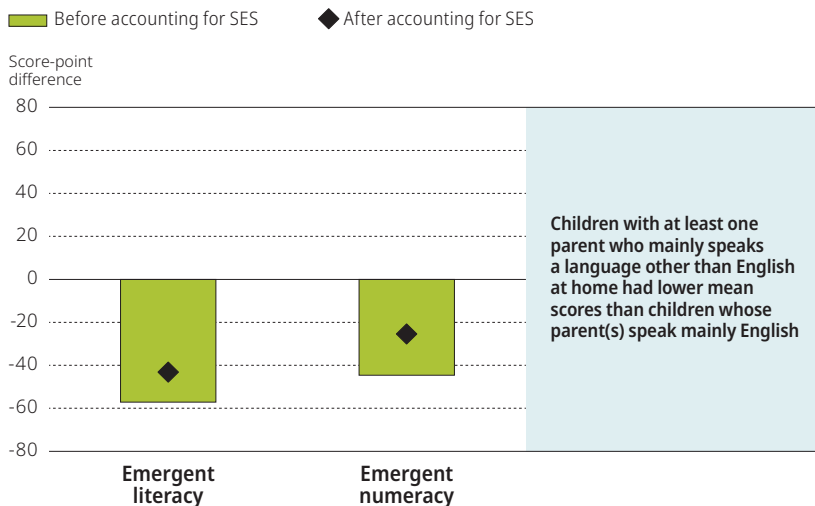 Before accounting for SES
After accounting for SES
Score-point
difference
80
60
40
20
0
-20
-40
-60
-80
Children with at least one
parent who mainly speaks
a language other than English
at home had lower mean
scores than children whose
parent(s) speak mainly English
Emergent
literacy
Emergent
numeracy